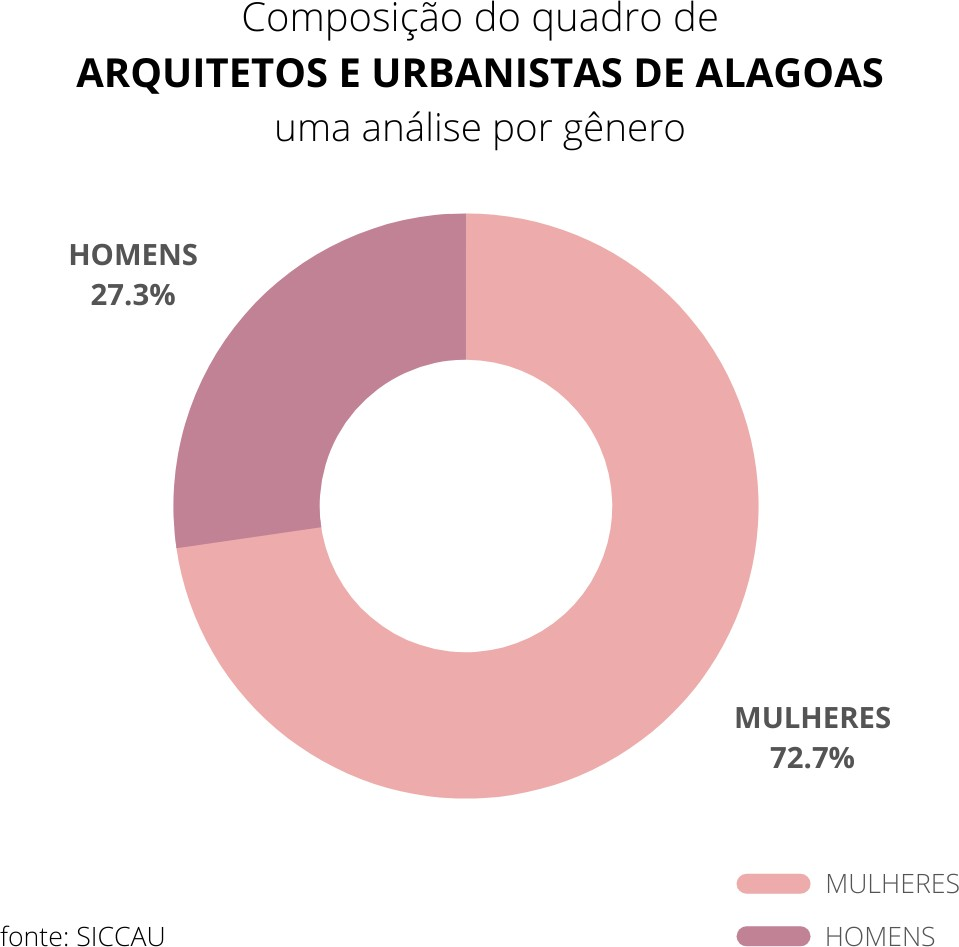 Composição do quadro de
ARQUITETOS E URBANISTAS DE ALAGOAS
uma análise por gênero
HOMENS
27.3%
MULHERES
72.7%
MULHERES
HOMENS
fonte: SICCAU